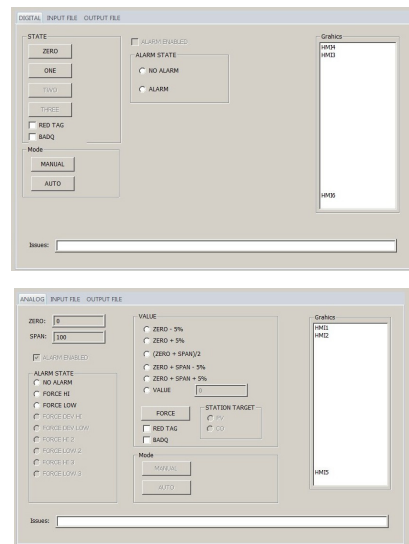 DIGITAL INPUT FILE OUTPUT FILE
STATE
ZERO
ONE
TWO
THREE
RED TAG
BADQ
Mode
MANUAL
AUTO
ALARM ENABLED
ALARM STATE
NO ALARM
ALARM
Grahics
HMI4
HMI3
HMI6
Issues:
ANALOG INPUT FILE OUTPUT FILE
ZERO: 0
SPAN: 100
ALARM ENABLED
ALARM STATE
NO ALARM
FORCE HI
FORCE LOW
FORCE DEV HI
FORCE DEV LOW
FORCE HI 2
FORCE LOW 2
FORCE HI 3
FORCE LOW 3
VALUE
ZERO - 5%
ZERO + 5%
(ZERO + SPAN)/2
ZERO + SPAN - 5%
ZERO + SPAN + 5%
VALUE 0
FORCE
RED TAG
BADQ
STATION TARGET
PV
CO
Mode
MANUAL
AUTO
Grahics
HMI1
HMI2
HMI5
Issues: